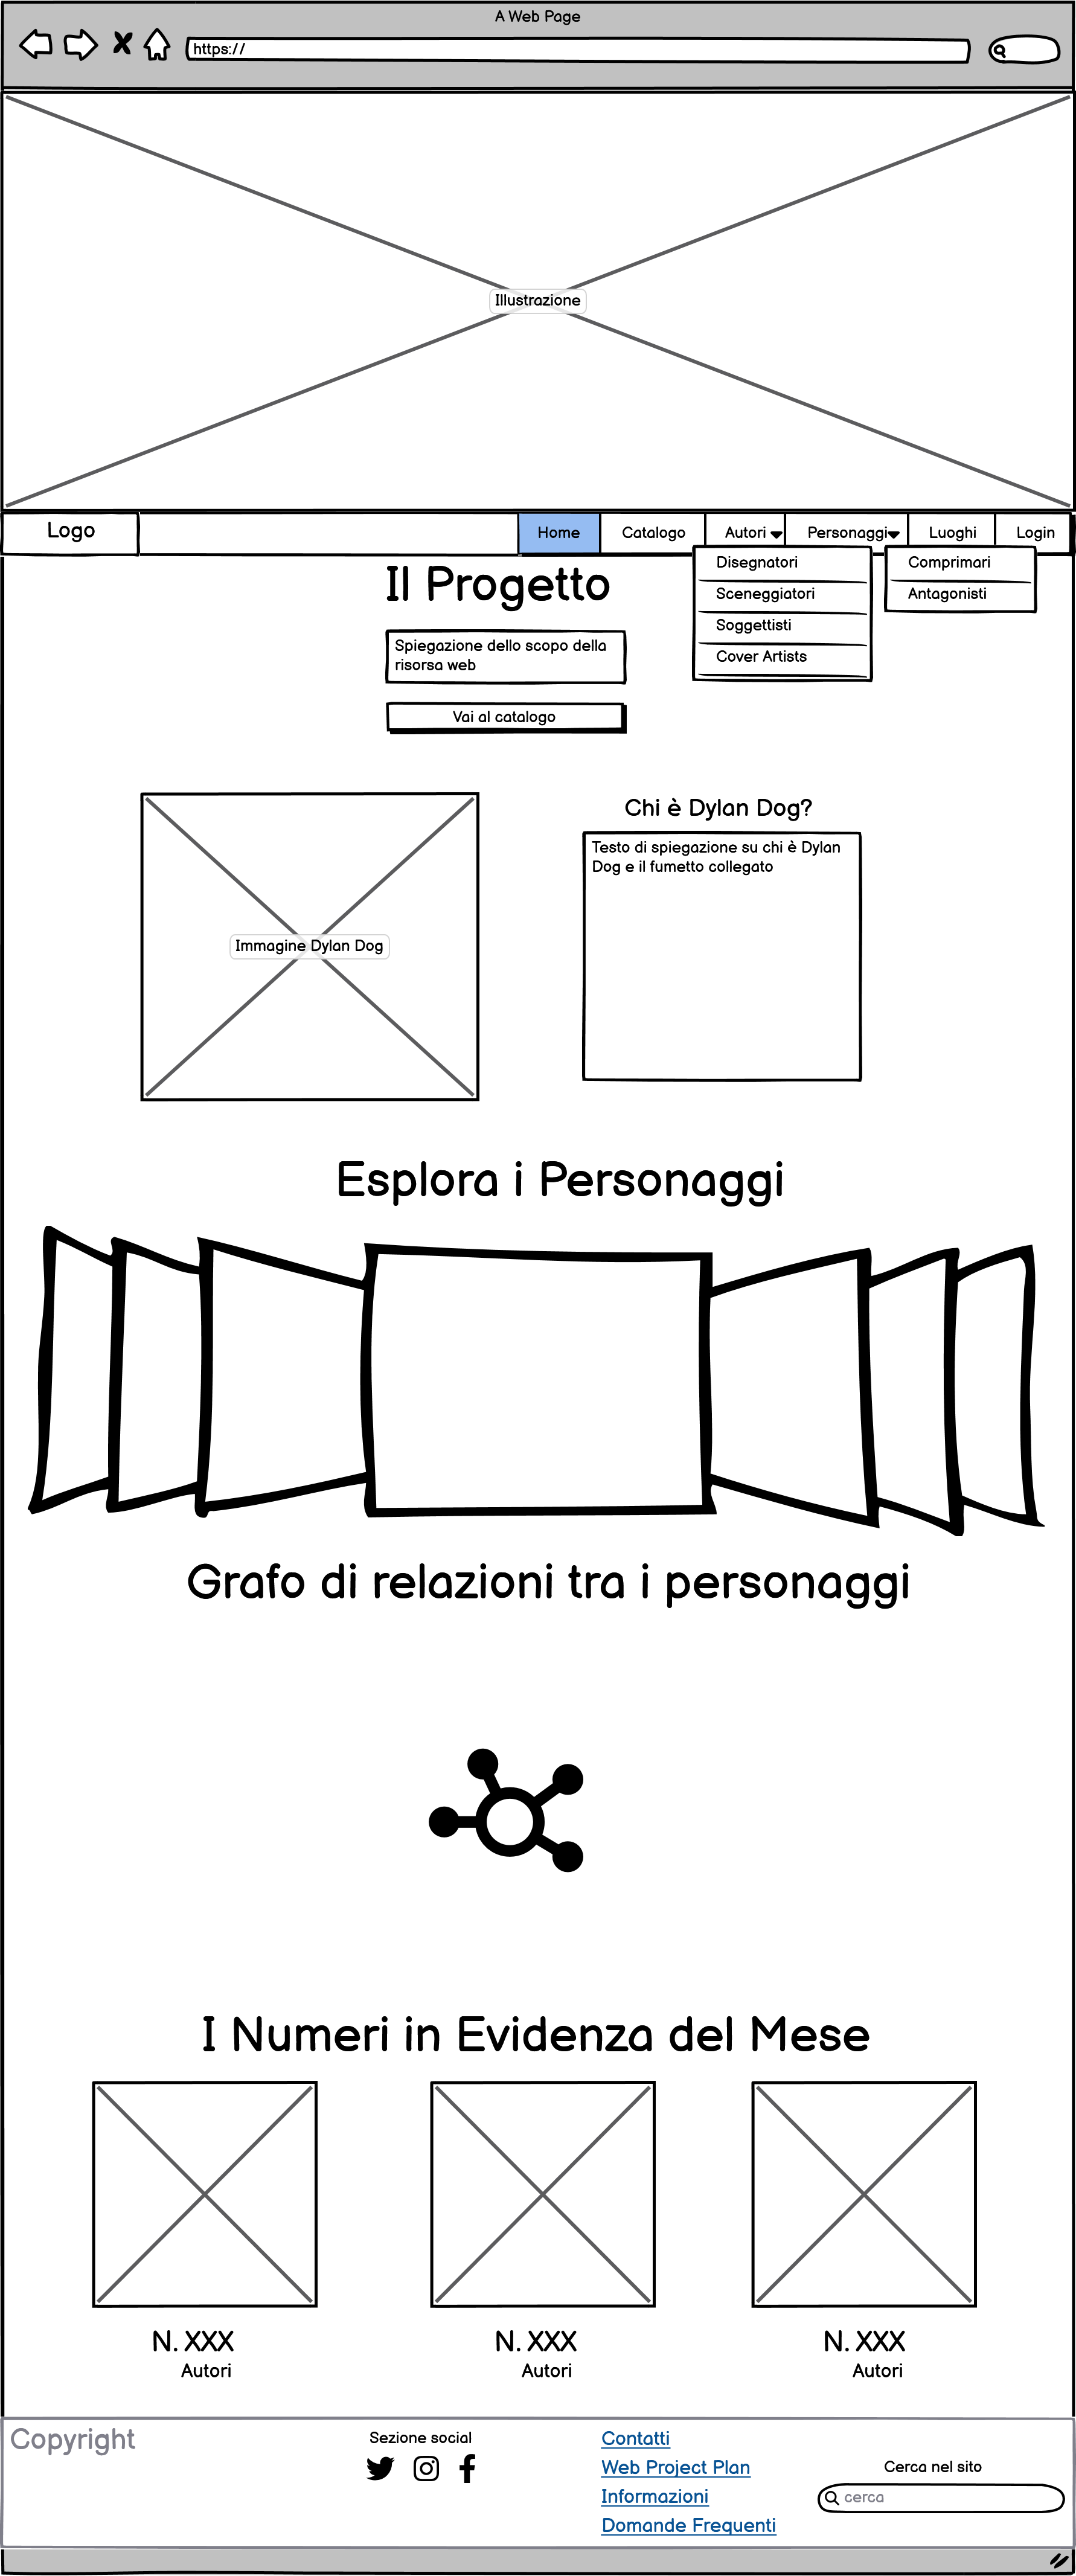 A Web Page
https://
Illustrazione
Logo
Home
Catalogo
Autori
Personaggi
Luoghi
Login
Disegnatori
Sceneggiatori
Soggettisti
Cover Artists
Comprimari
Antagonisti
Il Progetto
Spiegazione dello scopo della
risorsa web
Vai al catalogo
Immagine Dylan Dog
Chi è Dylan Dog?
Testo di spiegazione su chi è Dylan
Dog e il fumetto collegato
Esplora i Personaggi
Grafo di relazioni tra i personaggi
I Numeri in Evidenza del Mese
N. XXX
Autori
N. XXX
Autori
N. XXX
Autori
Copyright
Sezione social
Contatti
Web Project Plan
Informazioni
Domande Frequenti
Cerca nel sito
cerca